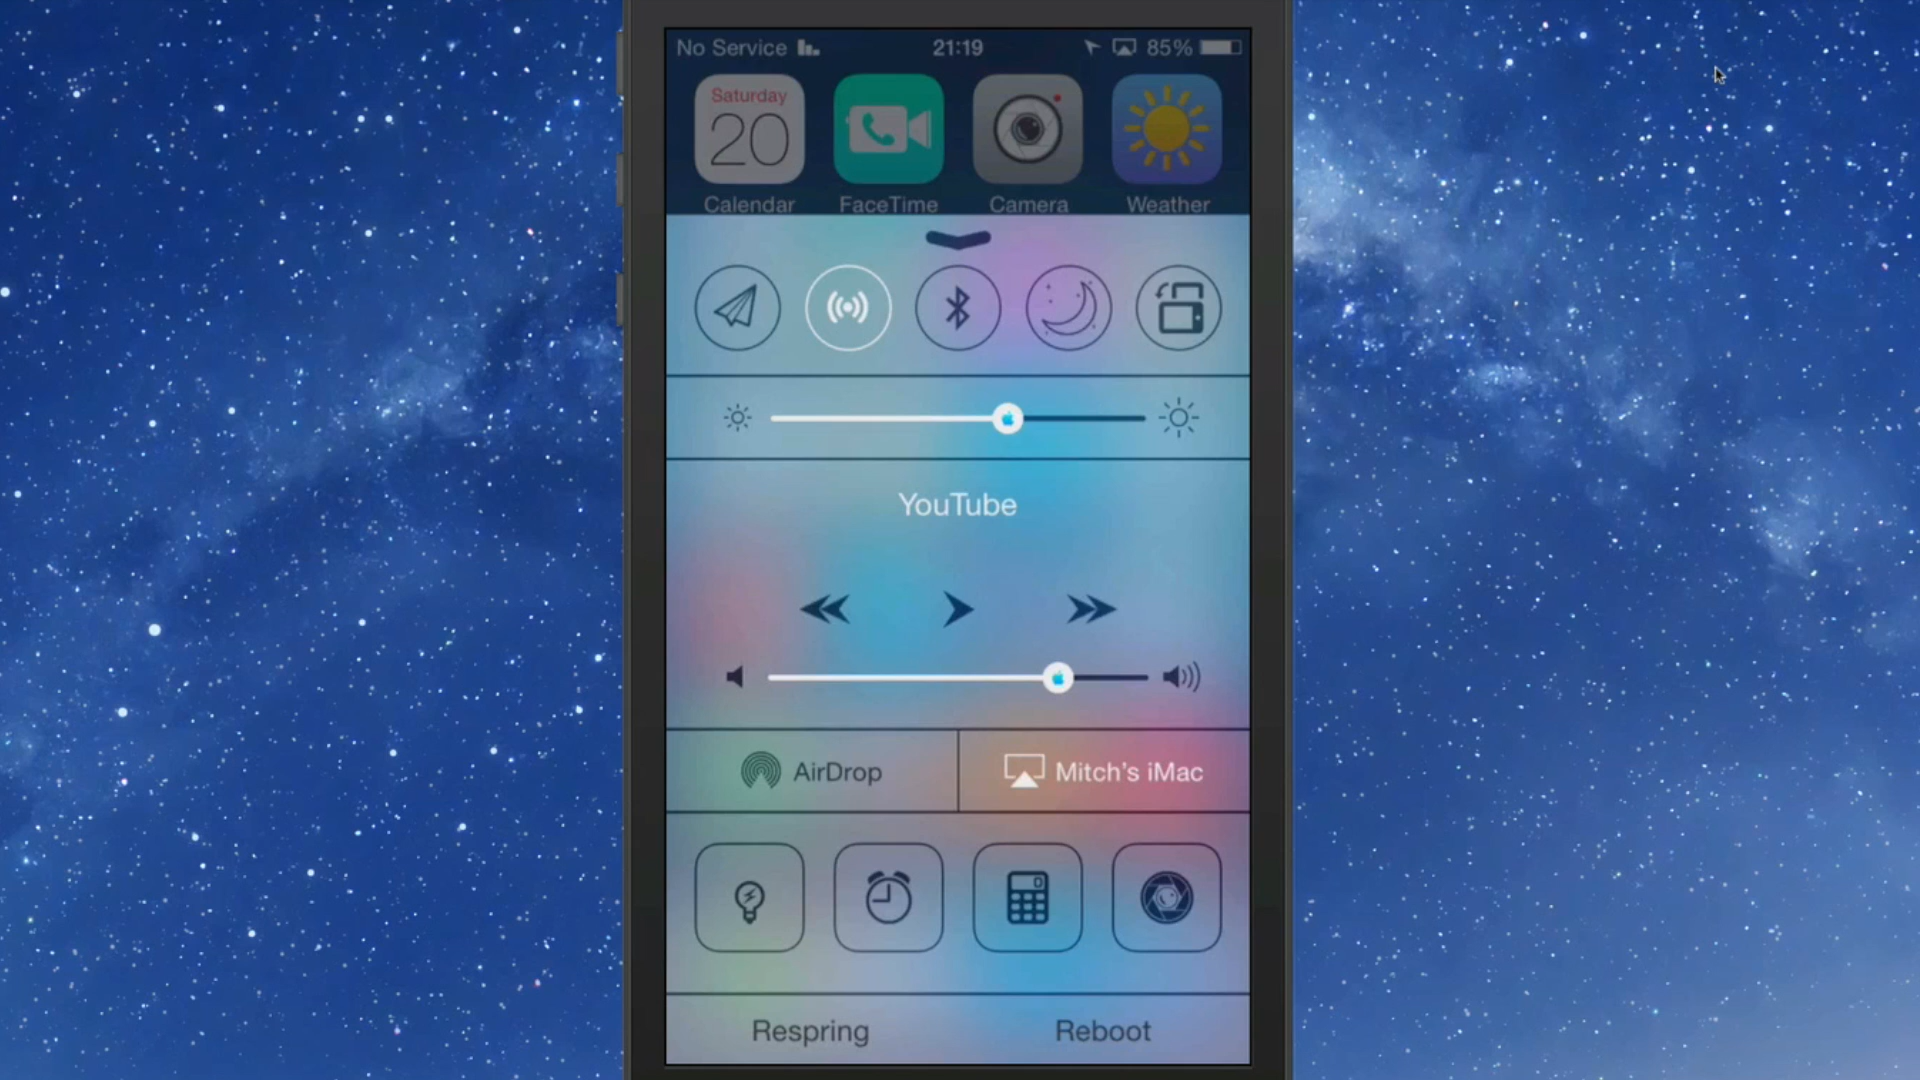 No Service 21:19 85%
Saturday
20
Calendar FaceTime Camera Weather
YouTube
AirDrop Mitch's iMac
Respring Reboot